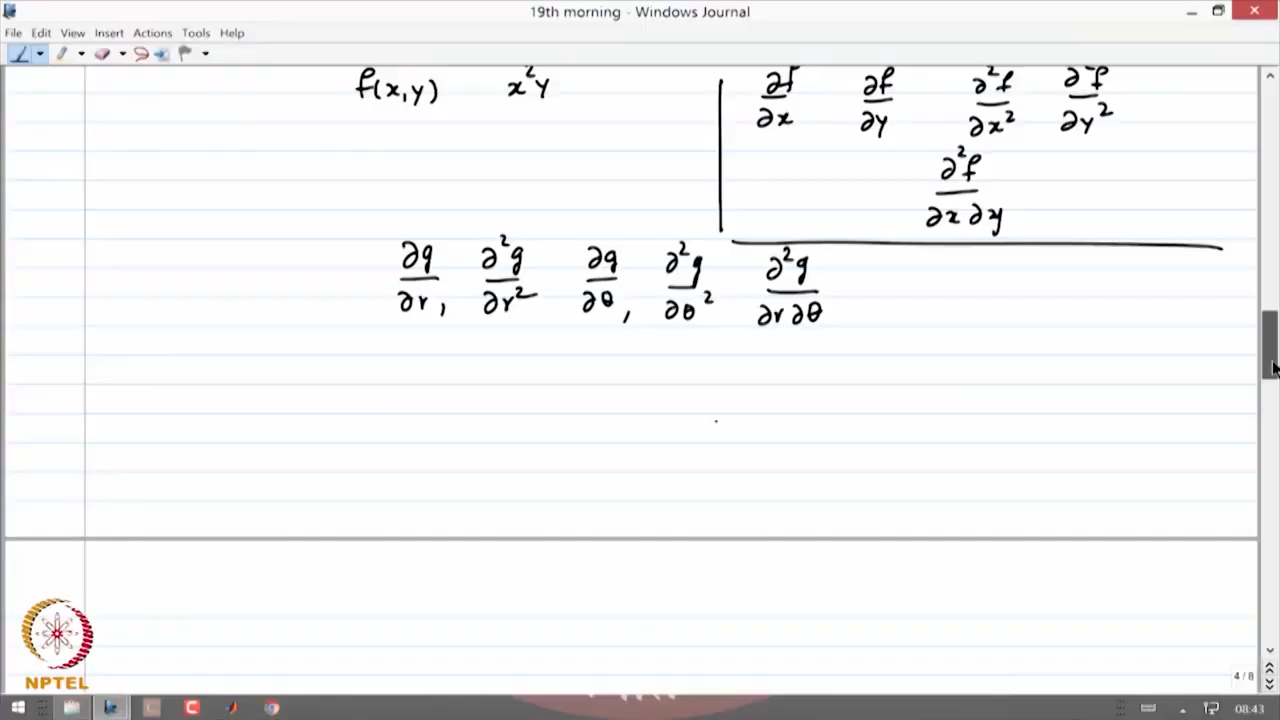 19th morning - Windows Journal
File Edit View Insert Actions Tools Help
f(x,y) x²y
∂f/∂x ∂f/∂y ∂²f/∂x² ∂²f/∂y²
∂²f/∂x∂y
∂g/∂r, ∂²g/∂r² ∂g/∂θ, ∂²g/∂θ² ∂²g/∂r∂θ
NPTEL
4 / 8
08:43